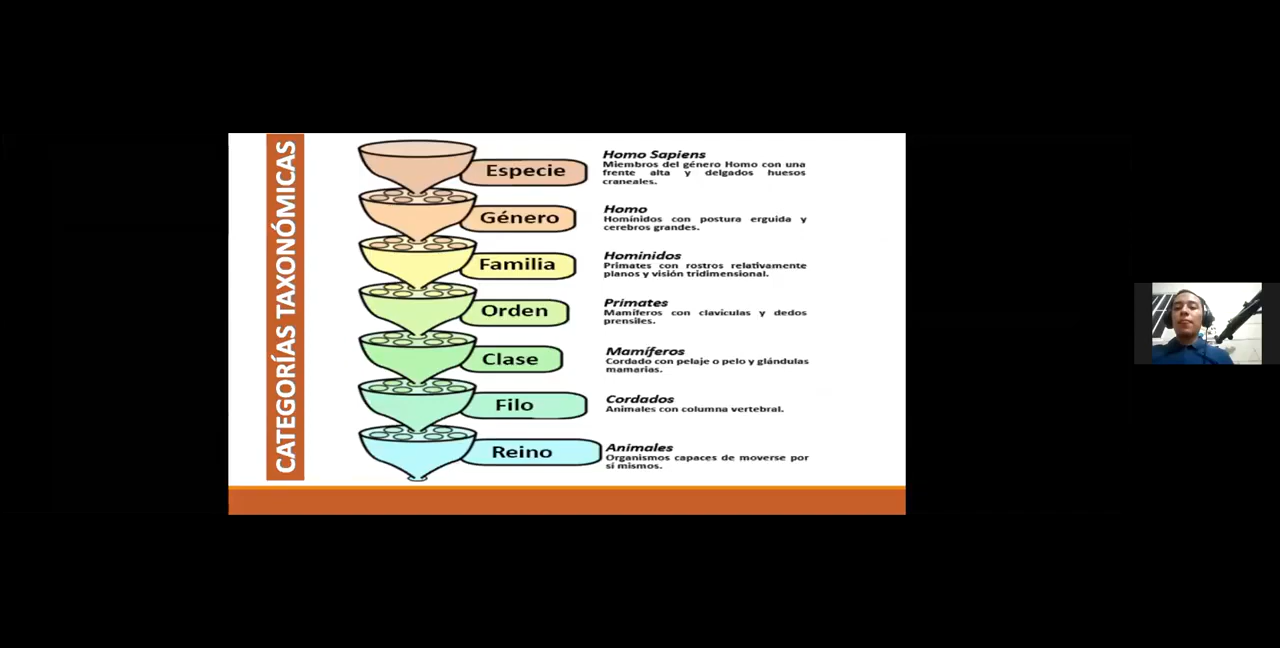 CATEGORÍAS TAXONÓMICAS
Especie
Homo Sapiens
Miembros del género Homo con una
frente alta y delgados huesos
craneales.
Género
Homo
Homínidos con postura erguida y
cerebros grandes.
Familia
Hominidos
Primates con rostros relativamente
planos y visión tridimensional.
Orden
Primates
Mamíferos con clavículas y dedos
prensiles.
Clase
Mamíferos
Cordado con pelaje o pelo y glándulas
mamarias.
Filo
Cordados
Animales con columna vertebral.
Reino
Animales
Organismos capaces de moverse por
sí mismos.